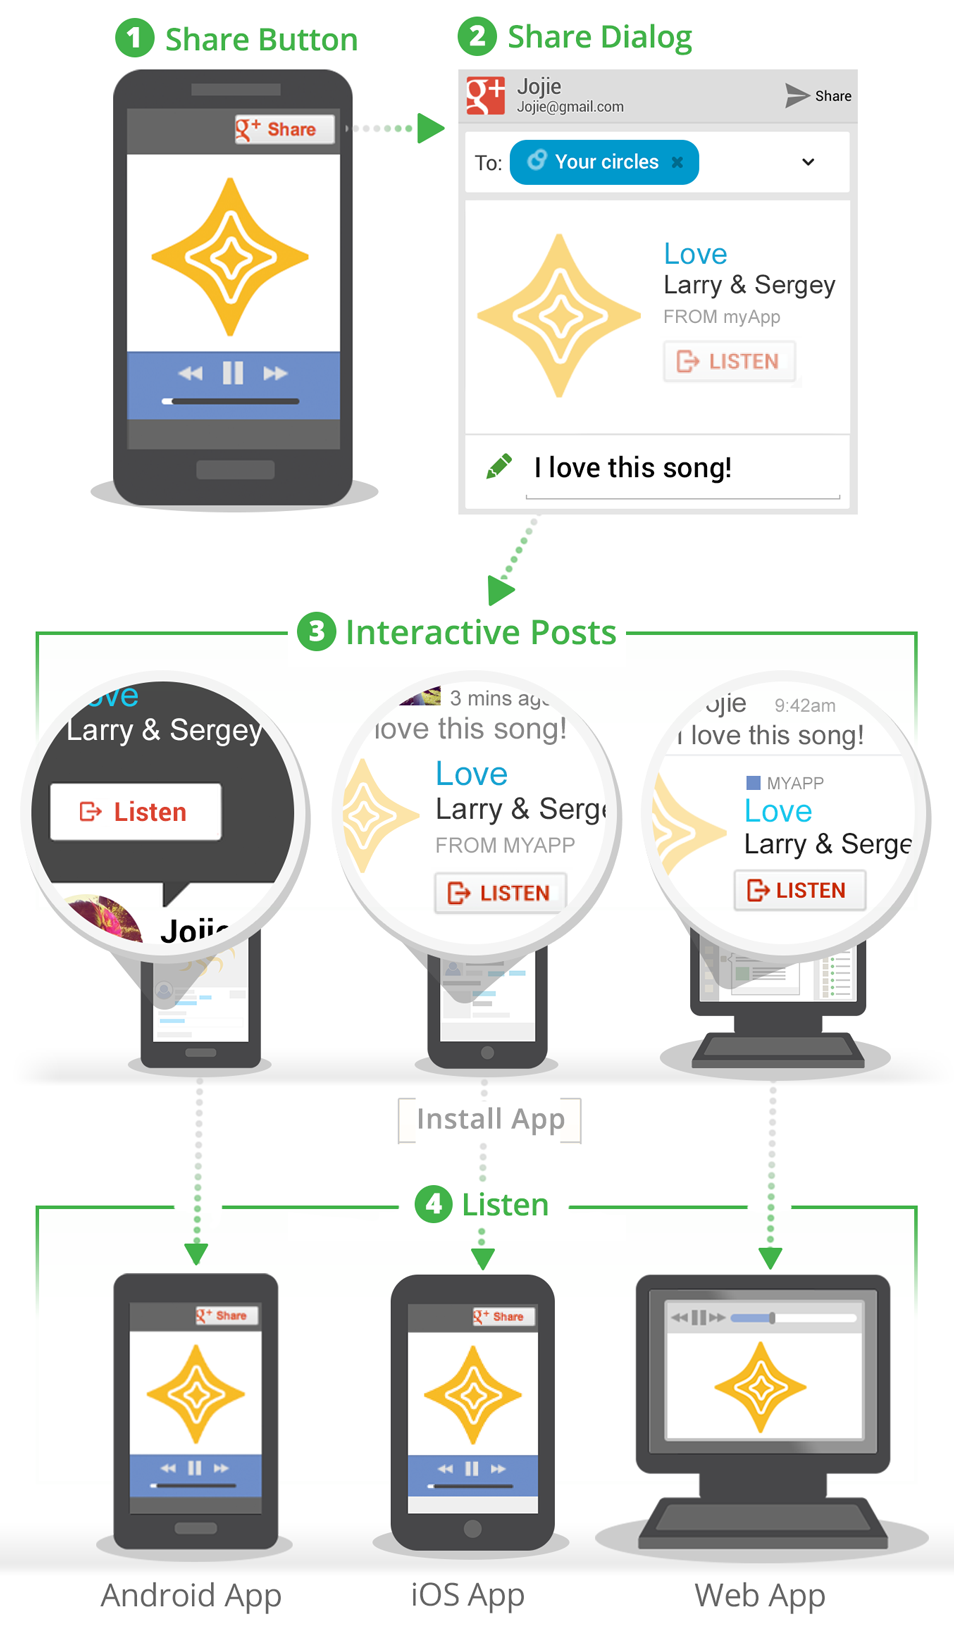 1 Share Button
2 Share Dialog
g+ Share
g+
Jojie
Jojie@gmail.com
Share
To: Your circles ×
Love
Larry & Sergey
FROM myApp
LISTEN
I love this song!
3 Interactive Posts
ove
Larry & Sergey
Listen
Jojie
3 mins ago
love this song!
Love
Larry & Serge
FROM MYAPP
LISTEN
ojie 9:42am
I love this song!
MYAPP
Love
Larry & Serge
LISTEN
Install App
4 Listen
g+ Share
g+ Share
Android App
iOS App
Web App